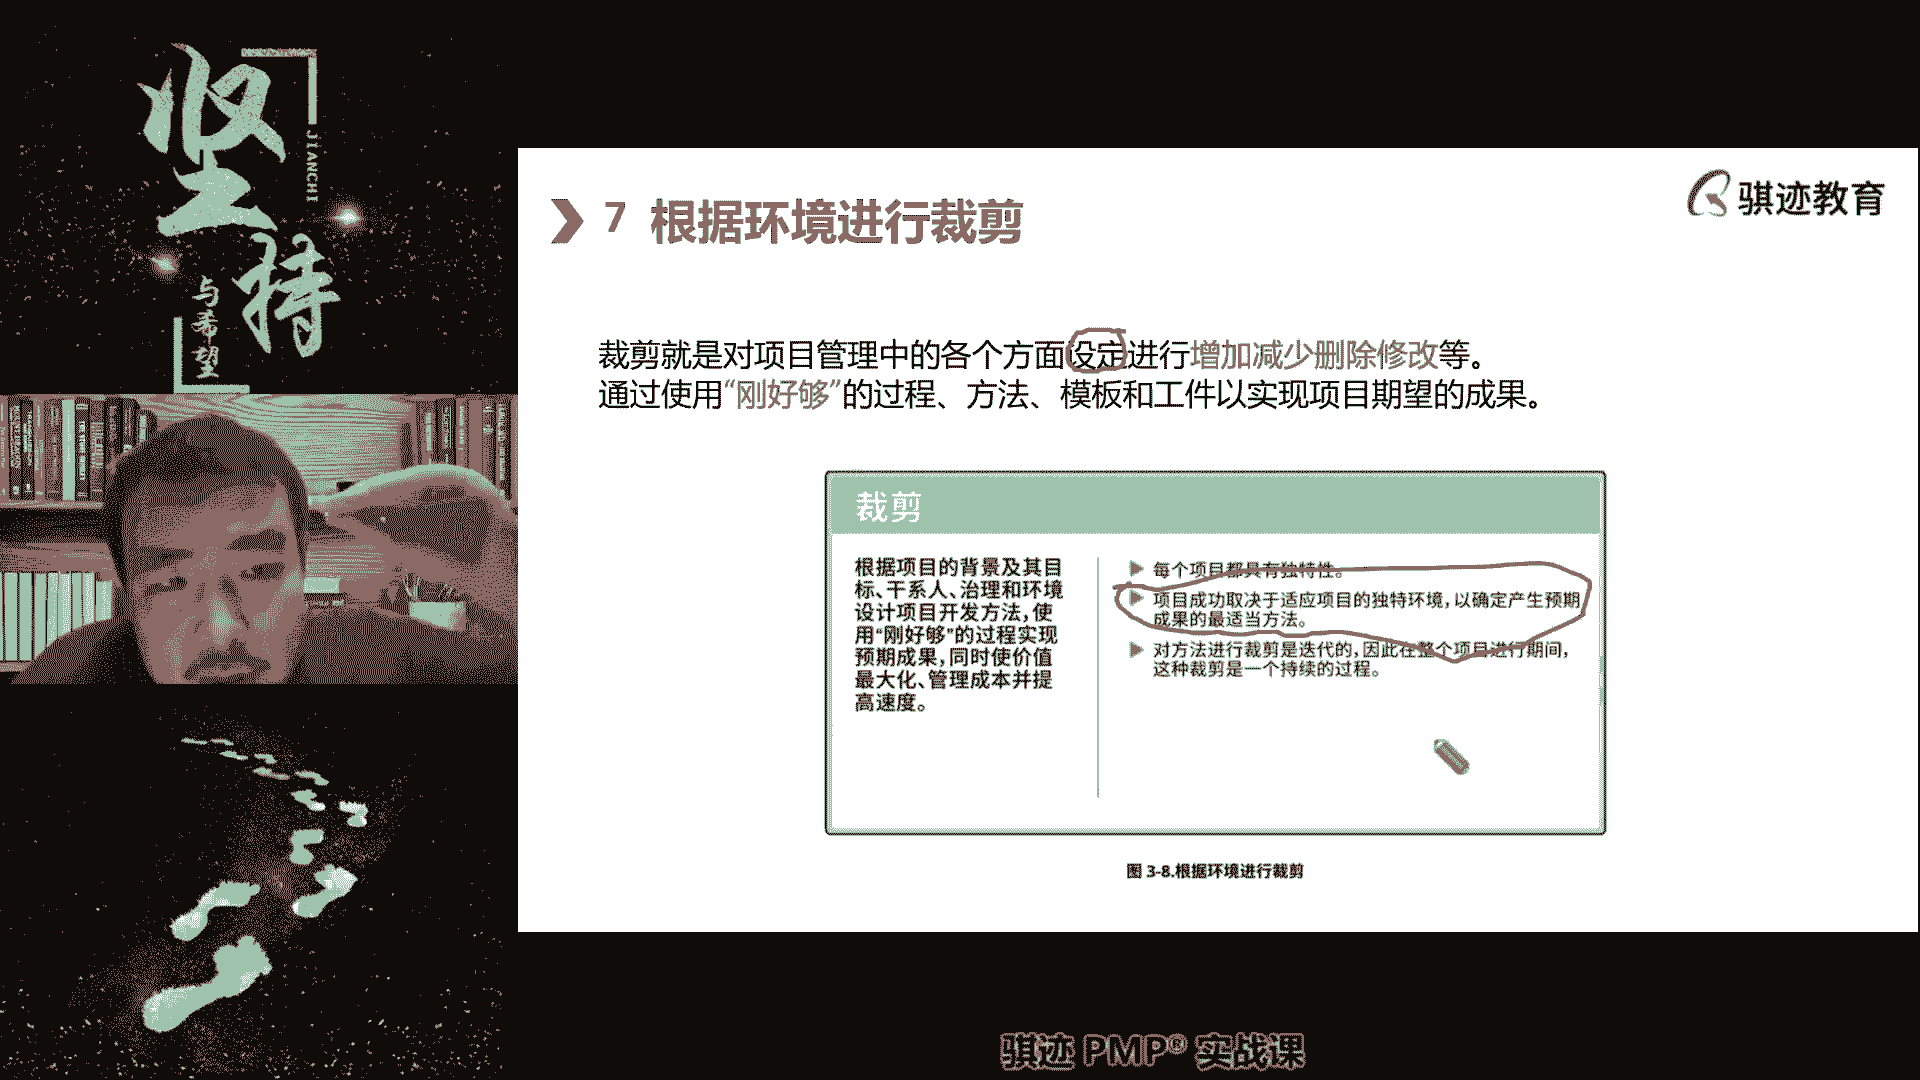 坚持
JIANCHI
与希望
骐迹教育
7 根据环境进行裁剪
裁剪就是对项目管理中的各个方面设定进行增加减少删除修改等。
通过使用“刚好够”的过程、方法、模板和工件以实现项目期望的成果。
裁剪
根据项目的背景及其目
标、干系人、治理和环境
设计项目开发方法,使
用“刚好够”的过程实现
预期成果,同时使价值
最大化、管理成本并提
高速度。
每个项目都具有独特性。
项目成功取决于适应项目的独特环境,以确定产生预期
成果的最适当方法。
对方法进行裁剪是迭代的,因此在整个项目进行期间,
这种裁剪是一个持续的过程。
图 3-8.根据环境进行裁剪
骐迹 PMP® 实战课